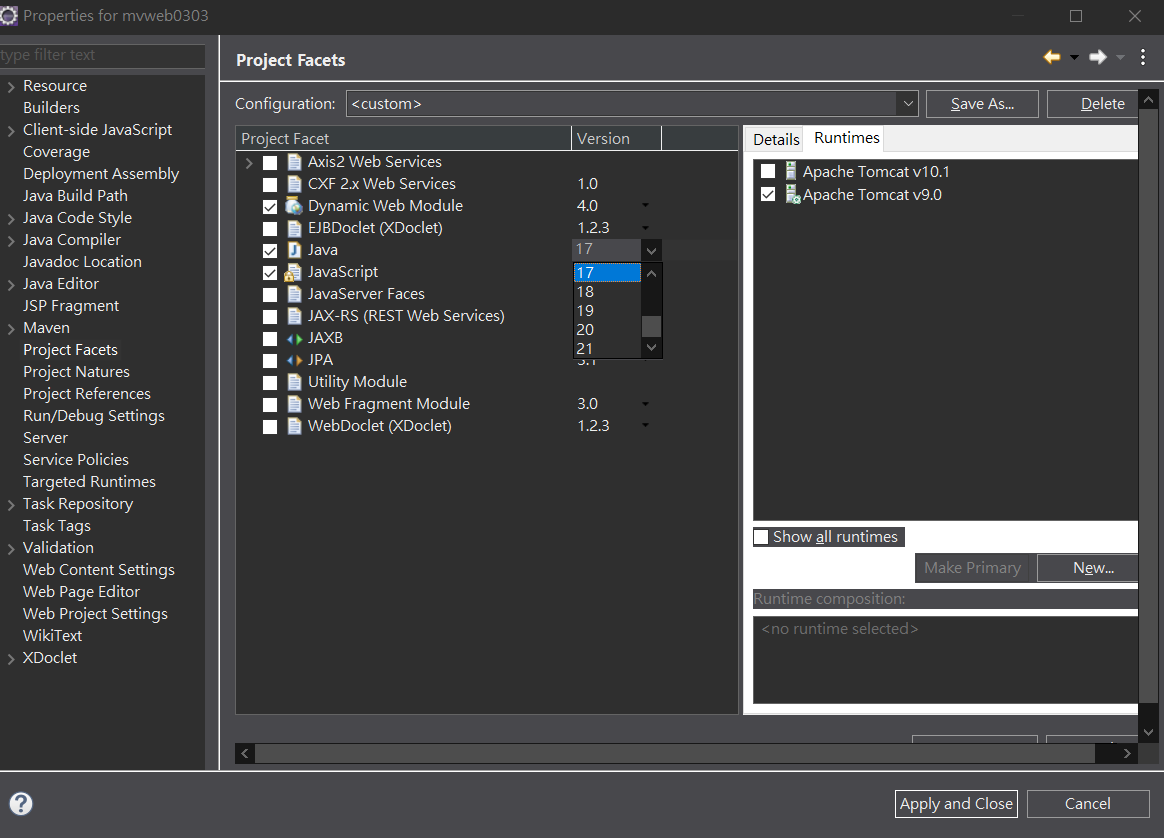 Properties for mvweb0303
type filter text
Resource
Builders
Client-side JavaScript
Coverage
Deployment Assembly
Java Build Path
Java Code Style
Java Compiler
Javadoc Location
Java Editor
JSP Fragment
Maven
Project Facets
Project Natures
Project References
Run/Debug Settings
Server
Service Policies
Targeted Runtimes
Task Repository
Task Tags
Validation
Web Content Settings
Web Page Editor
Web Project Settings
WikiText
XDoclet
Project Facets
Configuration: <custom> Save As... Delete
Project Facet Version
Axis2 Web Services
CXF 2.x Web Services 1.0
Dynamic Web Module 4.0
EJBDoclet (XDoclet) 1.2.3
Java 17
JavaScript
JavaServer Faces
JAX-RS (REST Web Services)
JAXB
JPA
Utility Module
Web Fragment Module 3.0
WebDoclet (XDoclet) 1.2.3
17
18
19
20
21
Details Runtimes
Apache Tomcat v10.1
Apache Tomcat v9.0
Show all runtimes
Make Primary New...
Runtime composition:
<no runtime selected>
Apply and Close Cancel